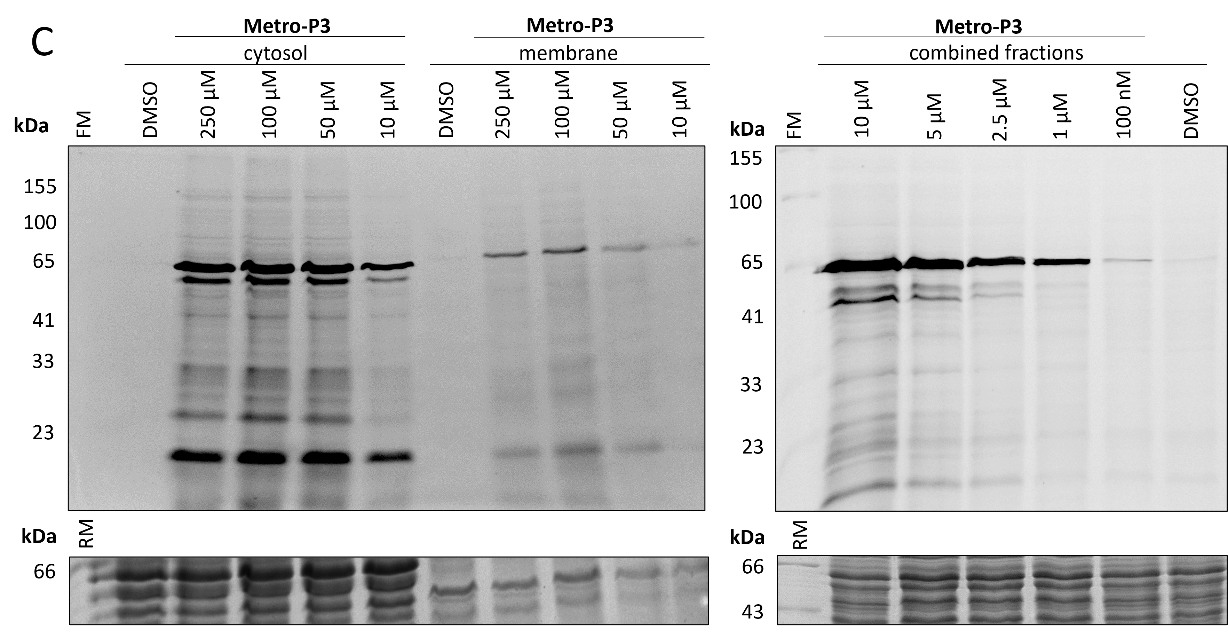 C
Metro-P3
cytosol
membrane
kDa
FM
DMSO
250 µM
100 µM
50 µM
10 µM
DMSO
250 µM
100 µM
50 µM
10 µM
155
100
65
41
33
23
kDa
RM
66
Metro-P3
combined fractions
kDa
FM
10 µM
5 µM
2.5 µM
1 µM
100 nM
DMSO
155
100
65
41
33
23
kDa
RM
66
43
Metro-P3